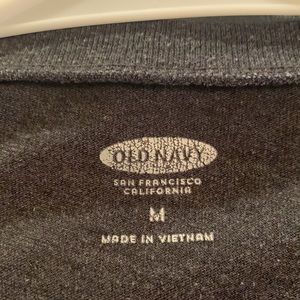 OLD NAVY
SAN FRANCISCO
CALIFORNIA
M
MADE IN VIETNAM